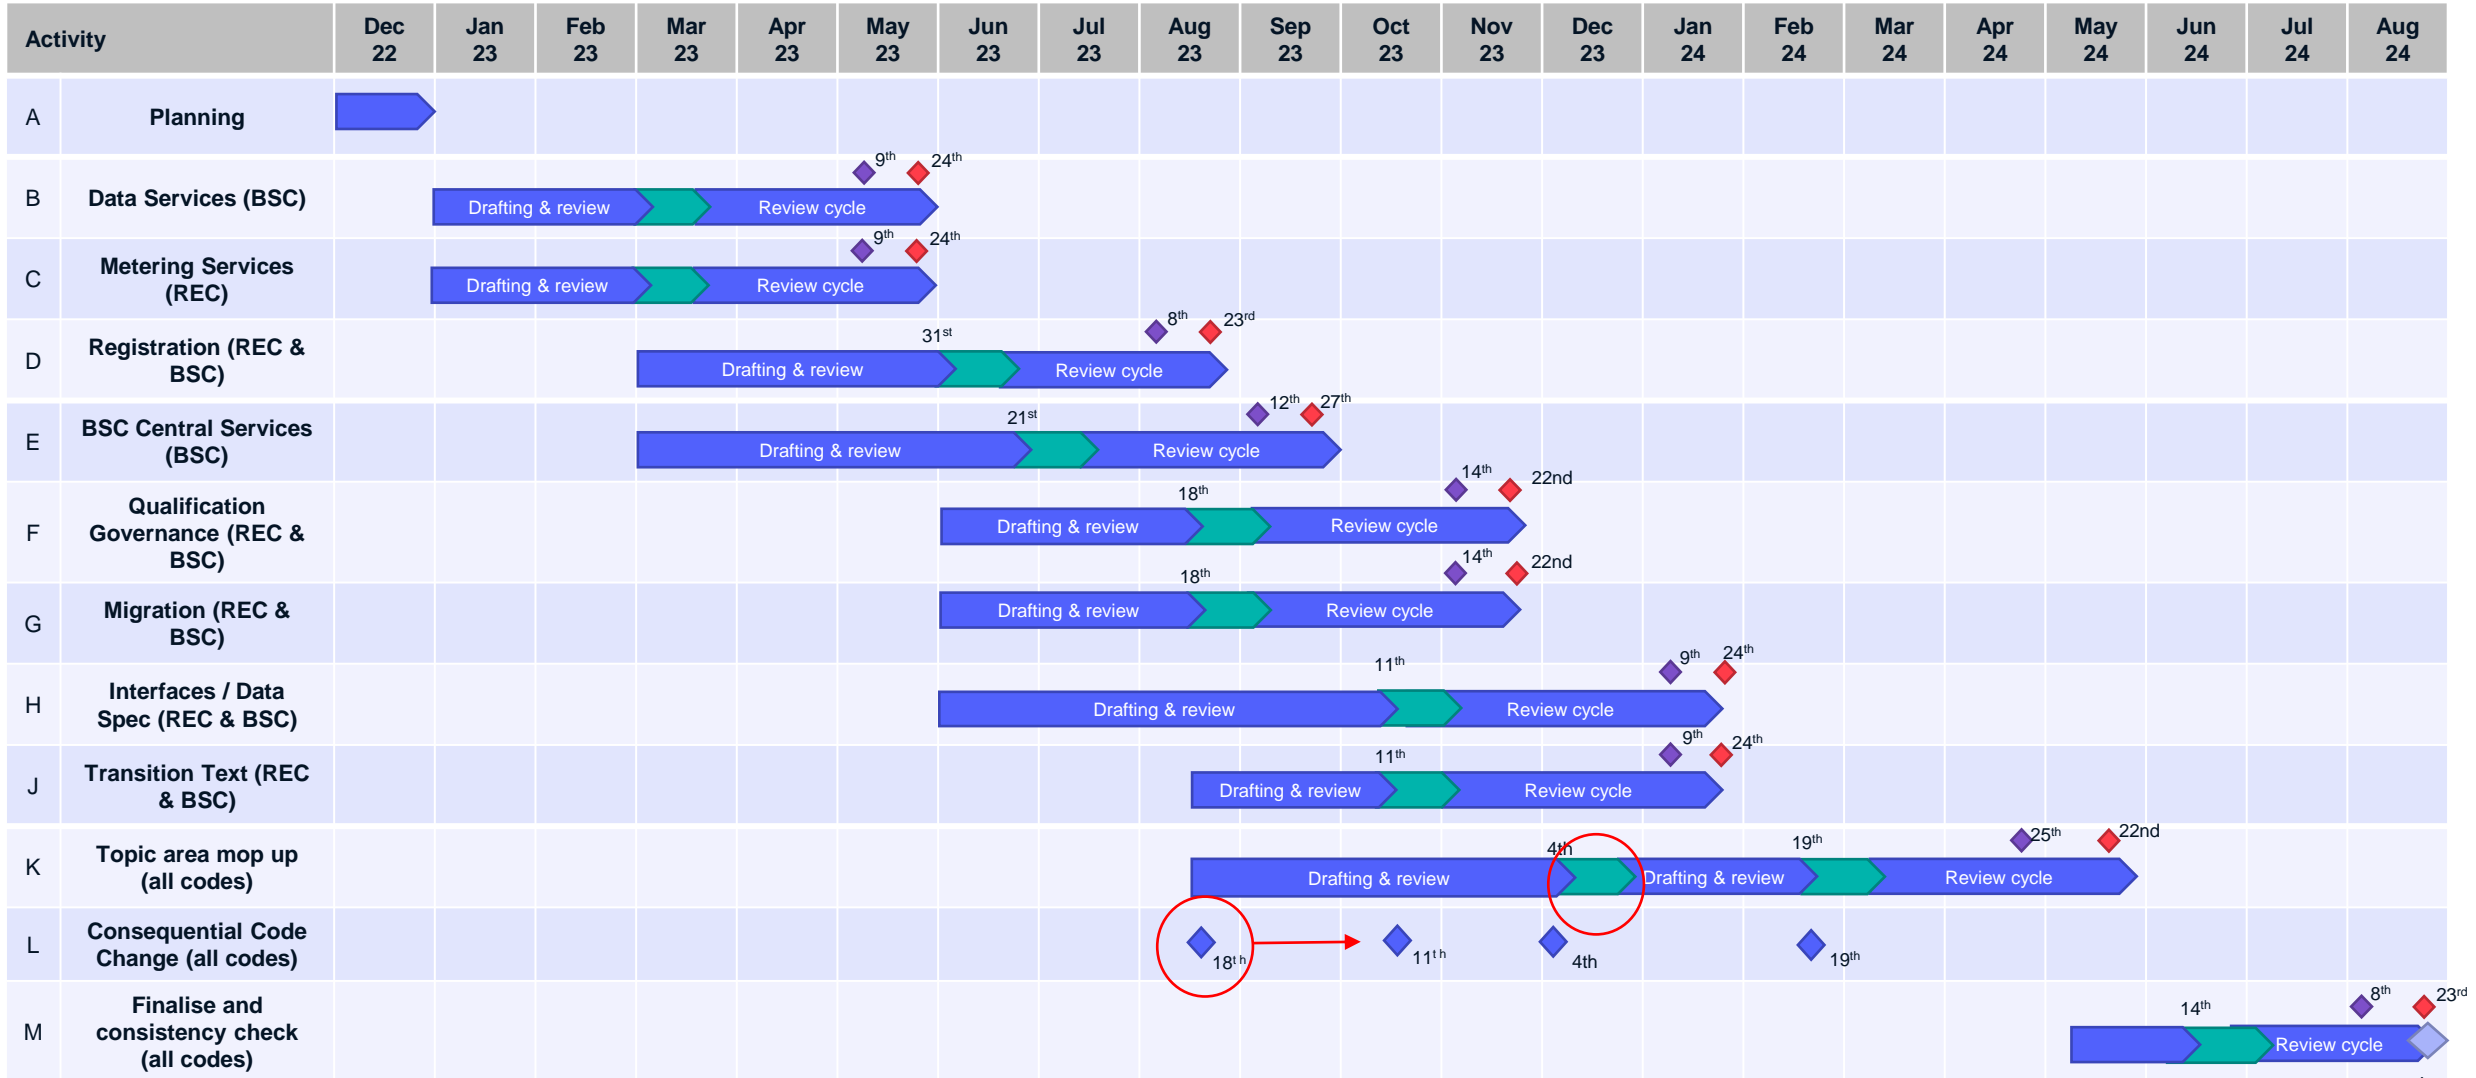 Activity
Dec 22
Jan 23
Feb 23
Mar 23
Apr 23
May 23
Jun 23
Jul 23
Aug 23
Sep 23
Oct 23
Nov 23
Dec 23
Jan 24
Feb 24
Mar 24
Apr 24
May 24
Jun 24
Jul 24
Aug 24
A
Planning
B
Data Services (BSC)
9th
24th
Drafting & review
Review cycle
C
Metering Services
(REC)
9th
24th
Drafting & review
Review cycle
D
Registration (REC &
BSC)
31st
8th
23rd
Drafting & review
Review cycle
E
BSC Central Services
(BSC)
21st
12th
27th
Drafting & review
Review cycle
F
Qualification
Governance (REC &
BSC)
18th
14th
22nd
Drafting & review
Review cycle
G
Migration (REC &
BSC)
18th
14th
22nd
Drafting & review
Review cycle
H
Interfaces / Data
Spec (REC & BSC)
11th
9th
24th
Drafting & review
Review cycle
J
Transition Text (REC
& BSC)
11th
9th
24th
Drafting & review
Review cycle
K
Topic area mop up
(all codes)
4th
19th
25th
22nd
Drafting & review
Drafting & review
Review cycle
L
Consequential Code
Change (all codes)
18th
11th
4th
19th
M
Finalise and
consistency check
(all codes)
14th
8th
23rd
Review cycle